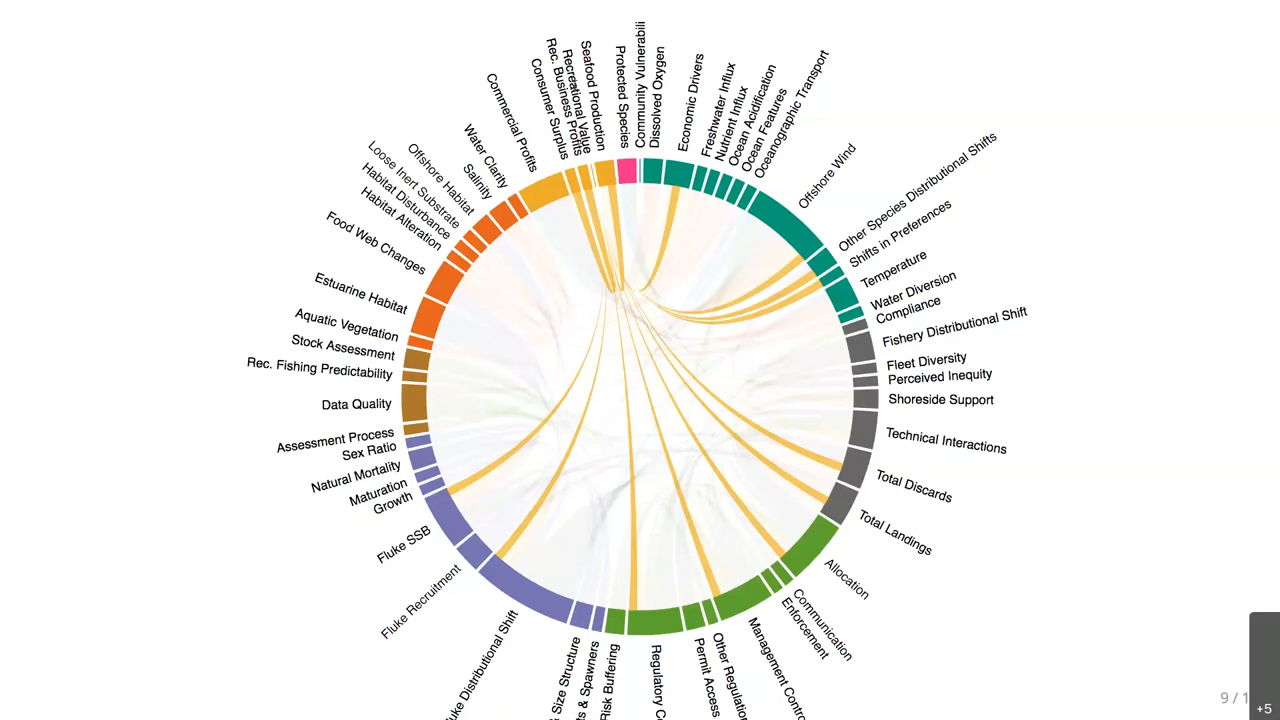 Community Vulnerabili
Dissolved Oxygen
Economic Drivers
Freshwater Influx
Nutrient Influx
Ocean Acidification
Ocean Features
Oceanographic Transport
Offshore Wind
Other Species Distributional Shifts
Shifts in Preferences
Temperature
Water Diversion
Compliance
Fishery Distributional Shift
Fleet Diversity
Perceived Inequity
Shoreside Support
Technical Interactions
Total Discards
Total Landings
Allocation
Communication
Enforcement
Management Contro
Other Regulation
Permit Access
Regulatory C
Risk Buffering
ts & Spawners
& Size Structure
uke Distributional Shift
Fluke Recruitment
Fluke SSB
Growth
Maturation
Natural Mortality
Sex Ratio
Assessment Process
Data Quality
Rec. Fishing Predictability
Stock Assessment
Aquatic Vegetation
Estuarine Habitat
Food Web Changes
Habitat Alteration
Habitat Disturbance
Loose Inert Substrate
Offshore Habitat
Salinity
Water Clarity
Commercial Profits
Consumer Surplus
Rec. Business Profits
Recreational Value
Seafood Production
Protected Species
9 / 1
+5